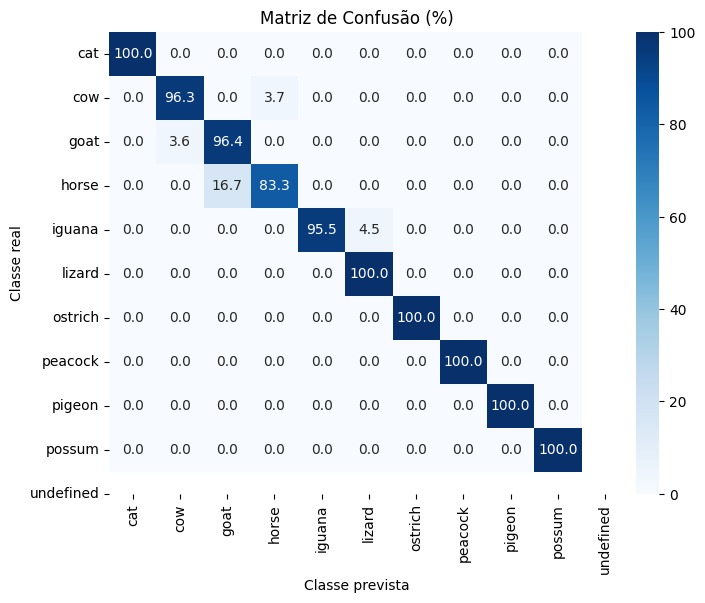 Matriz de Confusão (%)
Classe real
cat 100.0 0.0 0.0 0.0 0.0 0.0 0.0 0.0 0.0 0.0
cow 0.0 96.3 0.0 3.7 0.0 0.0 0.0 0.0 0.0 0.0
goat 0.0 3.6 96.4 0.0 0.0 0.0 0.0 0.0 0.0 0.0
horse 0.0 0.0 16.7 83.3 0.0 0.0 0.0 0.0 0.0 0.0
iguana 0.0 0.0 0.0 0.0 95.5 4.5 0.0 0.0 0.0 0.0
lizard 0.0 0.0 0.0 0.0 0.0 100.0 0.0 0.0 0.0 0.0
ostrich 0.0 0.0 0.0 0.0 0.0 0.0 100.0 0.0 0.0 0.0
peacock 0.0 0.0 0.0 0.0 0.0 0.0 0.0 100.0 0.0 0.0
pigeon 0.0 0.0 0.0 0.0 0.0 0.0 0.0 0.0 100.0 0.0
possum 0.0 0.0 0.0 0.0 0.0 0.0 0.0 0.0 0.0 100.0
undefined
cat cow goat horse iguana lizard ostrich peacock pigeon possum undefined
Classe prevista
100
80
60
40
20
0